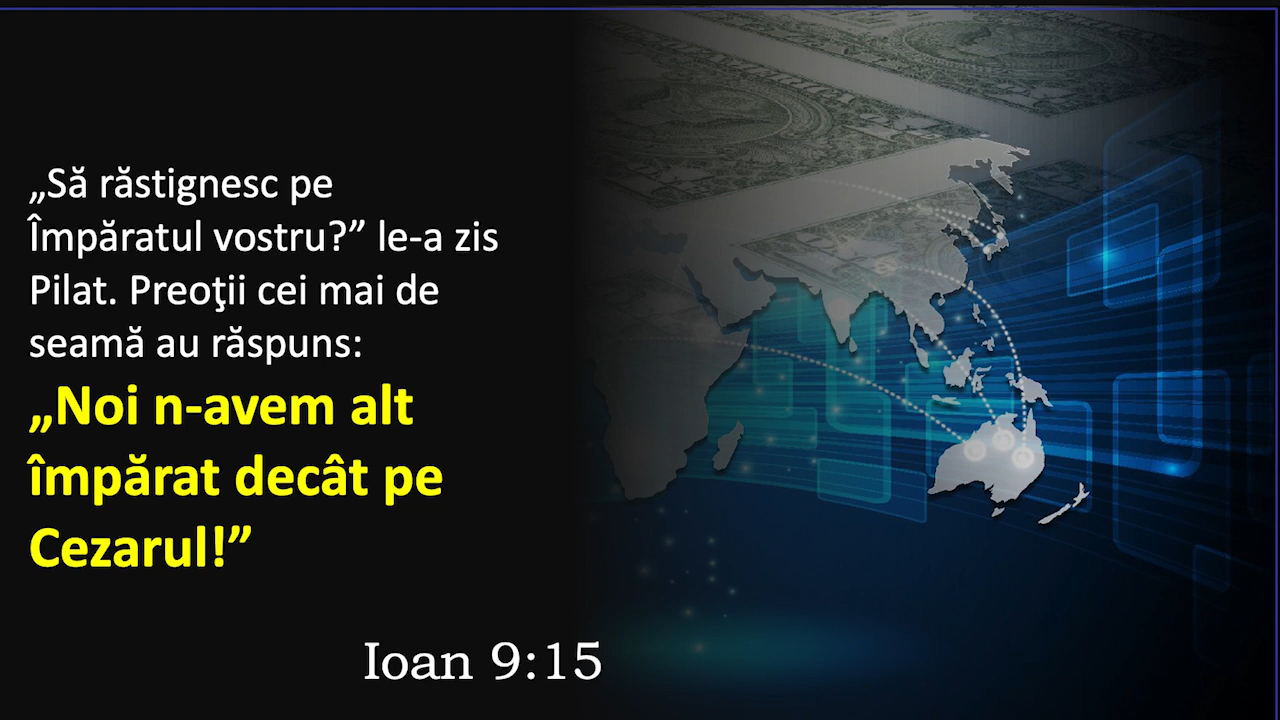 „Să răstignesc pe
Împăratul vostru?” le-a zis
Pilat. Preoţii cei mai de
seamă au răspuns:
„Noi n-avem alt
împărat decât pe
Cezarul!”
Ioan 9:15